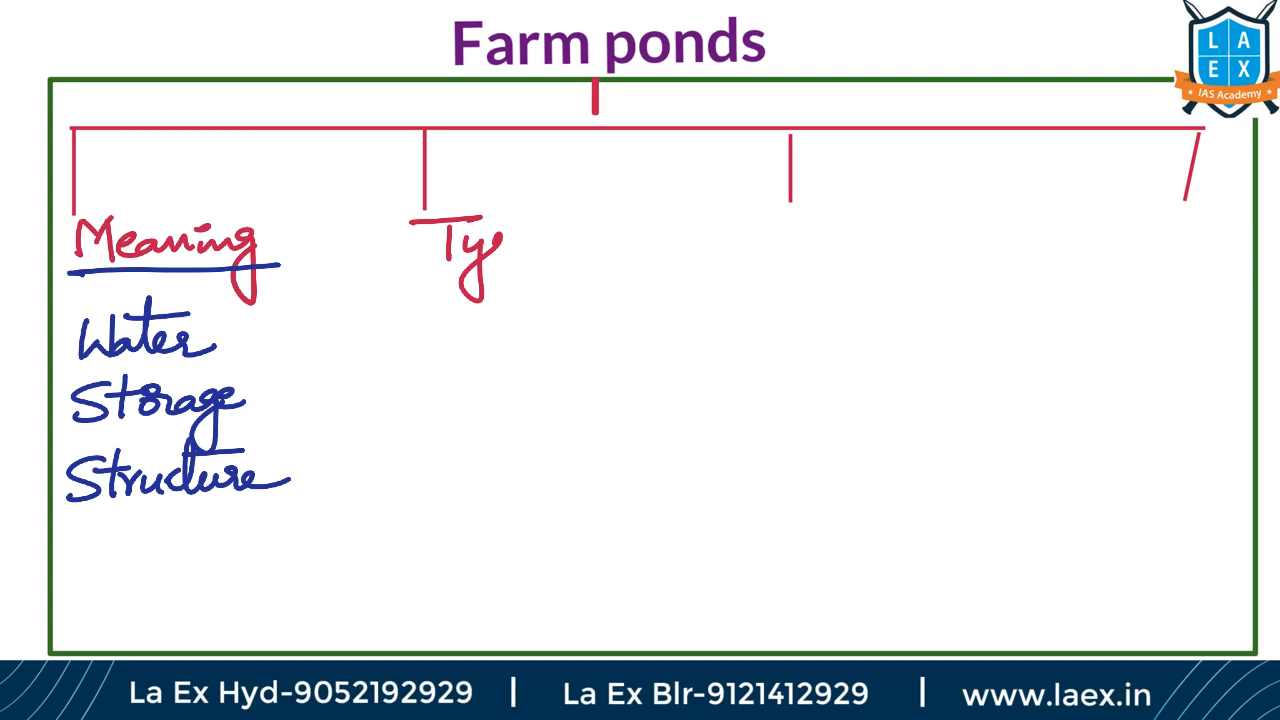 Farm ponds
L A
E X
IAS Academy
Meaning
Typ
Water
Storage
Structure
La Ex Hyd-9052192929 | La Ex Blr-9121412929 | www.laex.in